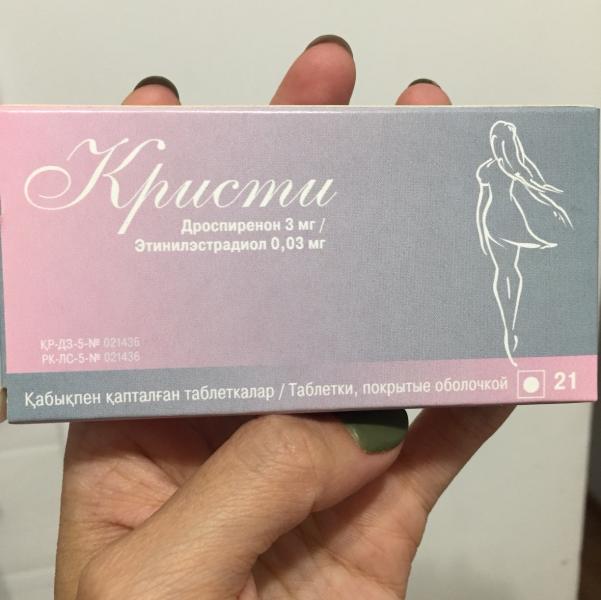 Кристи
Дроспиренон 3 мг /
Этинилэстрадиол 0,03 мг
ҚР-ДЗ-5-№ 021436
РК-ЛС-5-№ 021436
Қабықпен қапталған таблеткалар / Таблетки, покрытые оболочкой 21